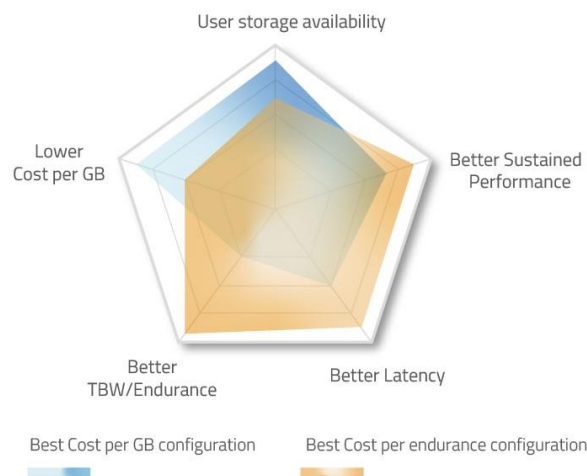 User storage availability
Lower
Cost per GB
Better Sustained
Performance
Better
TBW/Endurance
Better Latency
Best Cost per GB configuration
Best Cost per endurance configuration